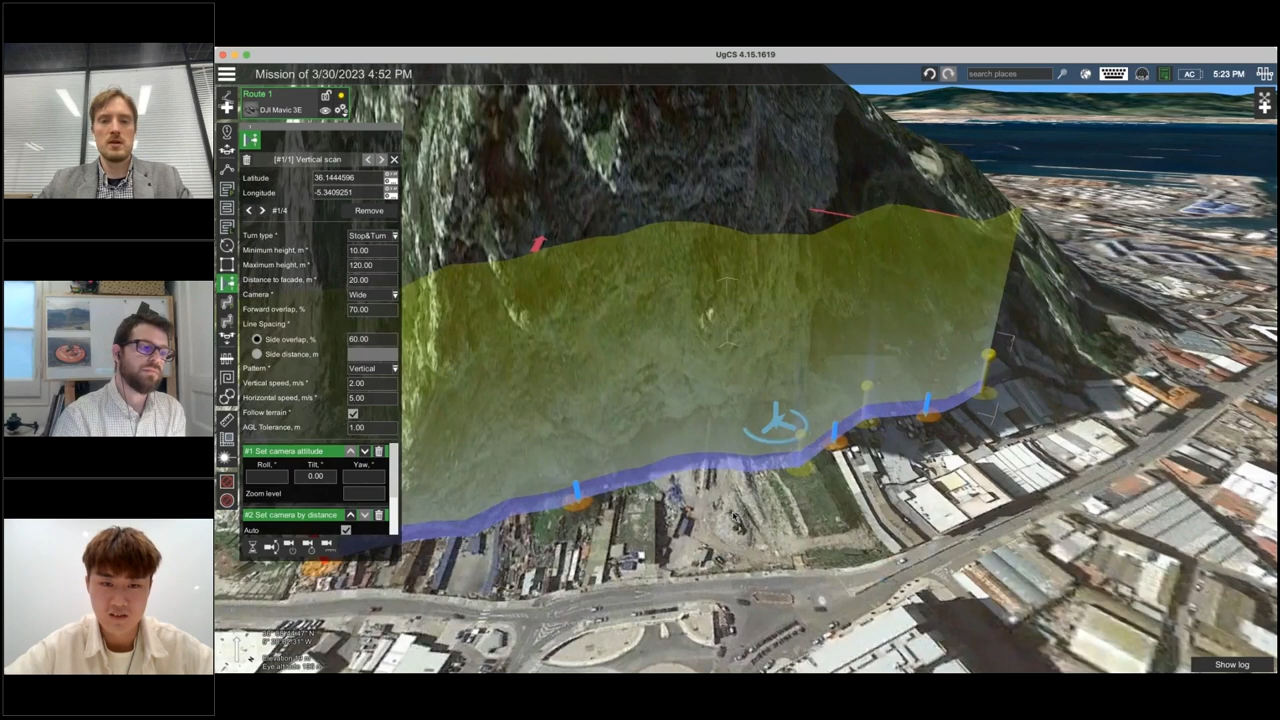 UgCS 4.15.1619
Mission of 3/30/2023 4:52 PM
search places
ADS-B
AC
5:23 PM
Route 1
DJI Mavic 3E
[#1/1] Vertical scan
Latitude 36.1444596
Longitude -5.3409251
#1/4 Remove
Turn type * Stop&Turn
Minimum height, m * 10.00
Maximum height, m * 120.00
Distance to facade, m * 20.00
Camera * Wide
Forward overlap, % 70.00
Line Spacing *
Side overlap, % 60.00
Side distance, m
Pattern * Vertical
Vertical speed, m/s * 2.00
Horizontal speed, m/s * 5.00
Follow terrain *
AGL Tolerance, m 1.00
#1 Set camera attitude
Roll, ° Tilt, ° Yaw, °
0.00
Zoom level
#2 Set camera by distance
Auto
Show log